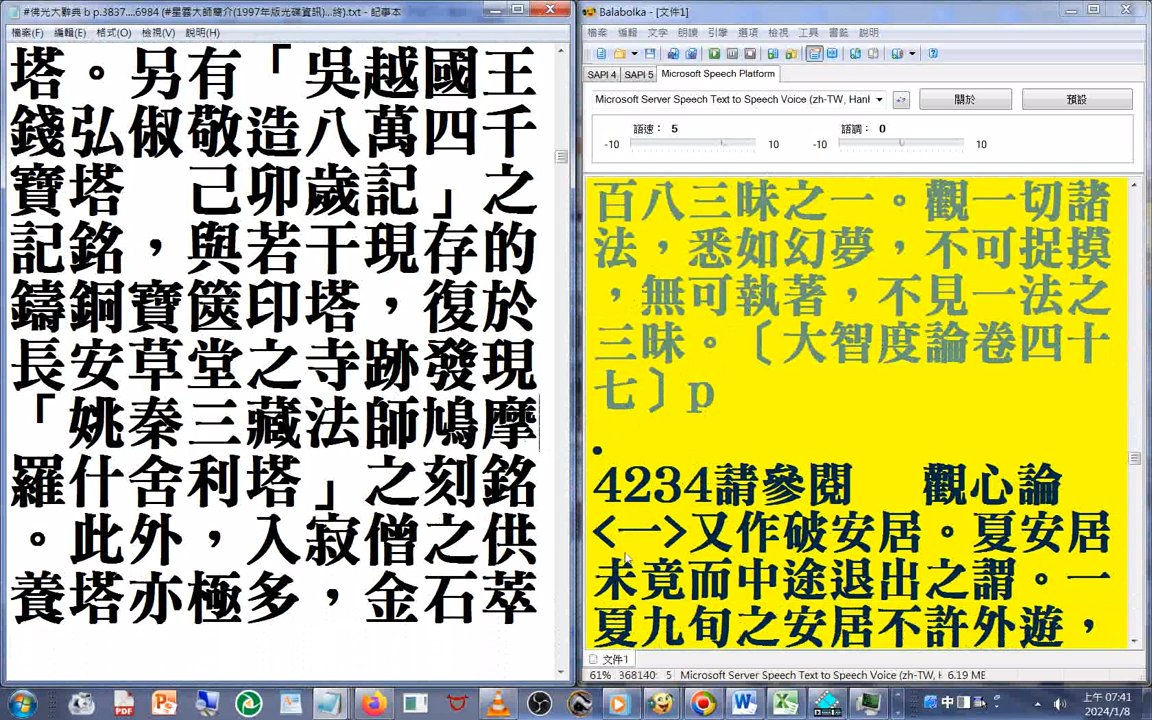 #佛光大辭典 b p.3837....6984 (#星雲大師簡介(1997年版光碟資訊)...終).txt - 記事本
檔案(F) 編輯(E) 格式(O) 檢視(V) 說明(H)
塔。另有「吳越國王
錢弘俶敬造八萬四千
寶塔　己卯歲記」之
記銘，與若干現存的
鑄銅寶篋印塔，復於
長安草堂之寺跡發現
「姚秦三藏法師鳩摩
羅什舍利塔」之刻銘
。此外，入寂僧之供
養塔亦極多，金石萃
Balabolka - [文件1]
檔案 編輯 文字 朗讀 引擎 選項 檢視 工具 書籤 說明
SAPI 4 SAPI 5 Microsoft Speech Platform
Microsoft Server Speech Text to Speech Voice (zh-TW, Hanl
關於 預設
語速： 5 語調： 0
-10 10 -10 10
百八三昧之一。觀一切諸
法，悉如幻夢，不可捉摸
，無可執著，不見一法之
三昧。〔大智度論卷四十
七〕p
.
4234請參閱　觀心論
<一>又作破安居。夏安居
未竟而中途退出之謂。一
夏九旬之安居不許外遊，
文件1
61% 368140: 5 Microsoft Server Speech Text to Speech Voice (zh-TW, H 6.19 ME
中
上午 07:41
2024/1/8